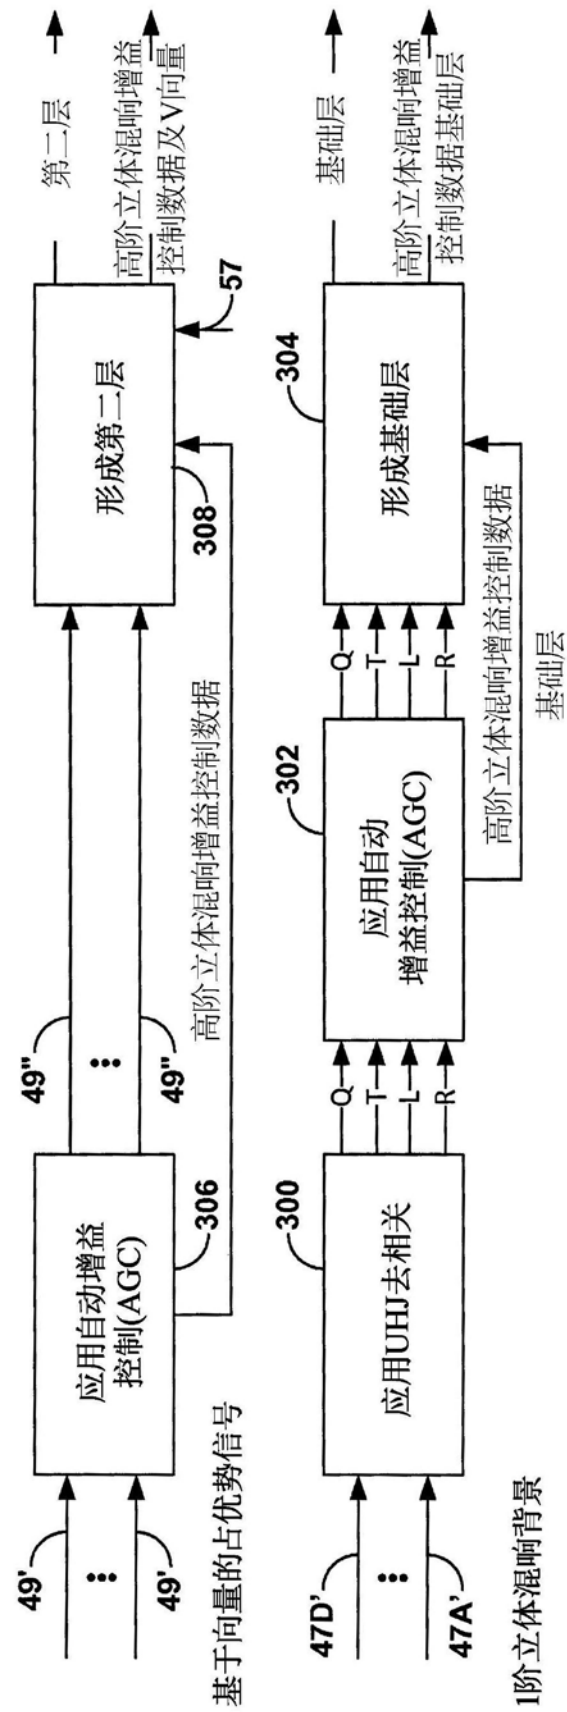 49'
49'
基于向量的占优势信号
应用自动增益
控制(AGC)
306
49"
49"
高阶立体混响增益控制数据
形成第二层
308
57
第二层
高阶立体混响增益
控制数据及V向量
47D'
47A'
1阶立体混响背景
应用UHJ去相关
300
Q
T
L
R
应用自动
增益控制(AGC)
302
Q
T
L
R
高阶立体混响增益控制数据
基础层
形成基础层
304
基础层
高阶立体混响增益
控制数据基础层